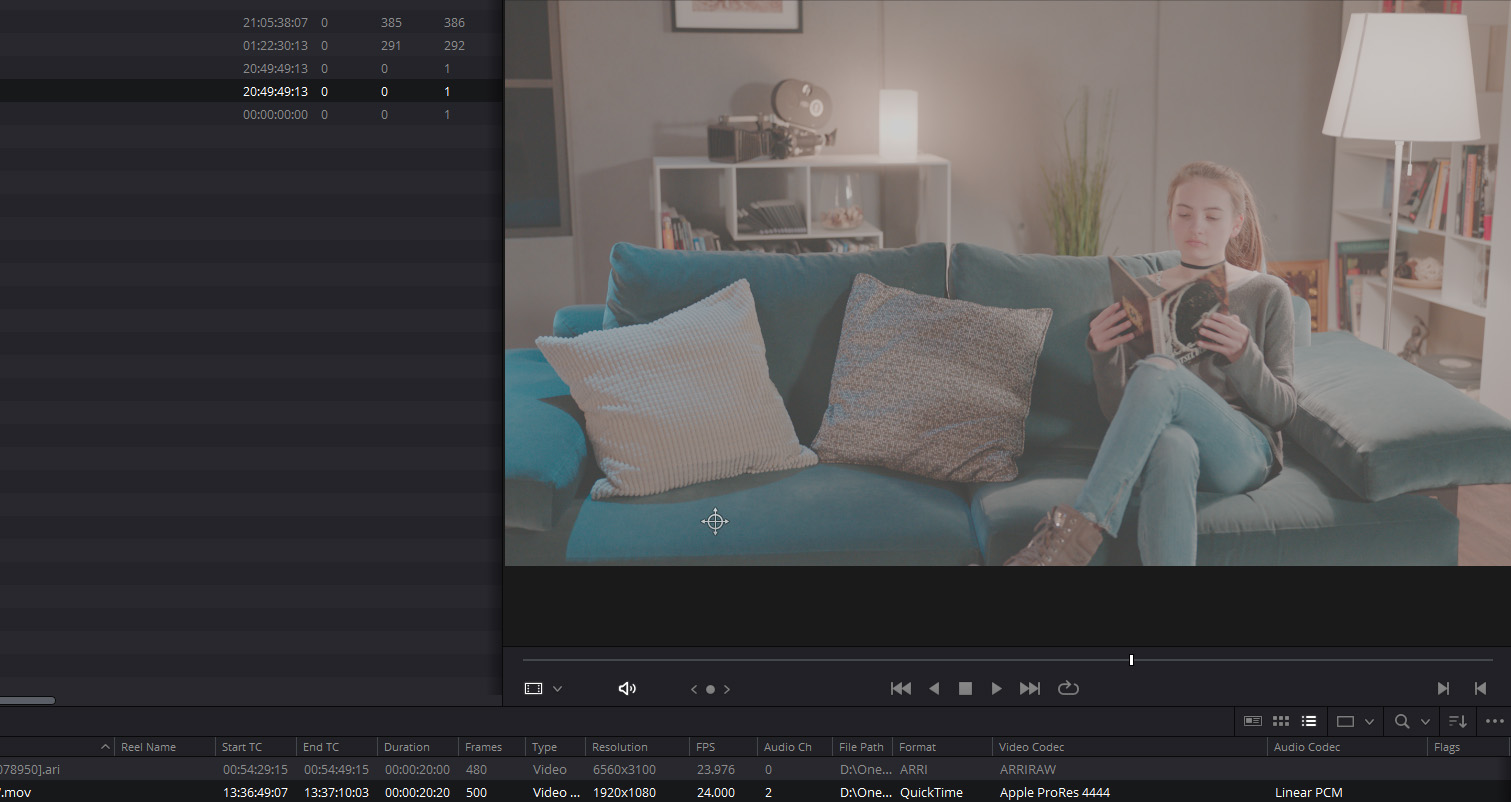 21:05:38:07 0 385 386
01:22:30:13 0 291 292
20:49:49:13 0 0 1
20:49:49:13 0 0 1
00:00:00:00 0 0 1
Reel Name Start TC End TC Duration Frames Type Resolution FPS Audio Ch File Path Format Video Codec Audio Codec Flags
078950].ari 00:54:29:15 00:54:49:15 00:00:20:00 480 Video 6560x3100 23.976 0 D:\One... ARRI ARRIRAW
.mov 13:36:49:07 13:37:10:03 00:00:20:20 500 Video ... 1920x1080 24.000 2 D:\One... QuickTime Apple ProRes 4444 Linear PCM